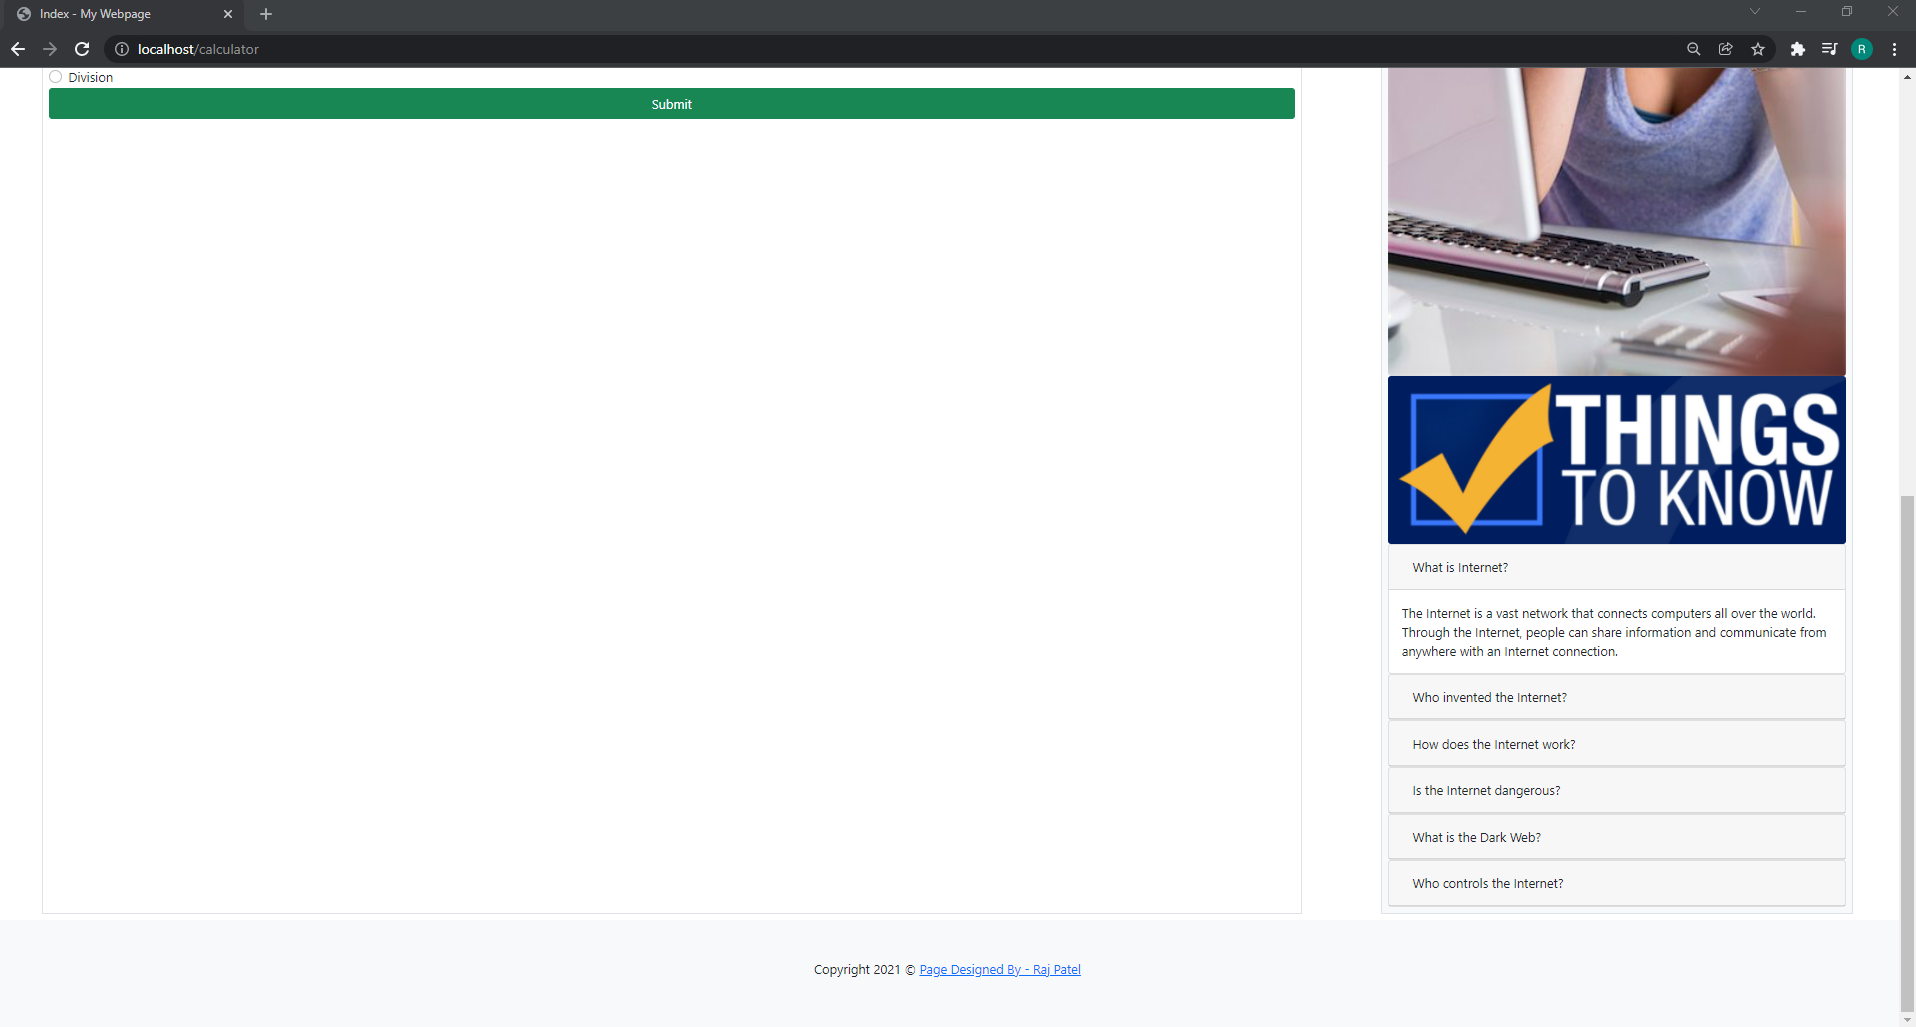 Index - My Webpage
localhost/calculator
R
Division
Submit
THINGS
TO KNOW
What is Internet?
The Internet is a vast network that connects computers all over the world.
Through the Internet, people can share information and communicate from
anywhere with an Internet connection.
Who invented the Internet?
How does the Internet work?
Is the Internet dangerous?
What is the Dark Web?
Who controls the Internet?
Copyright 2021 © Page Designed By - Raj Patel